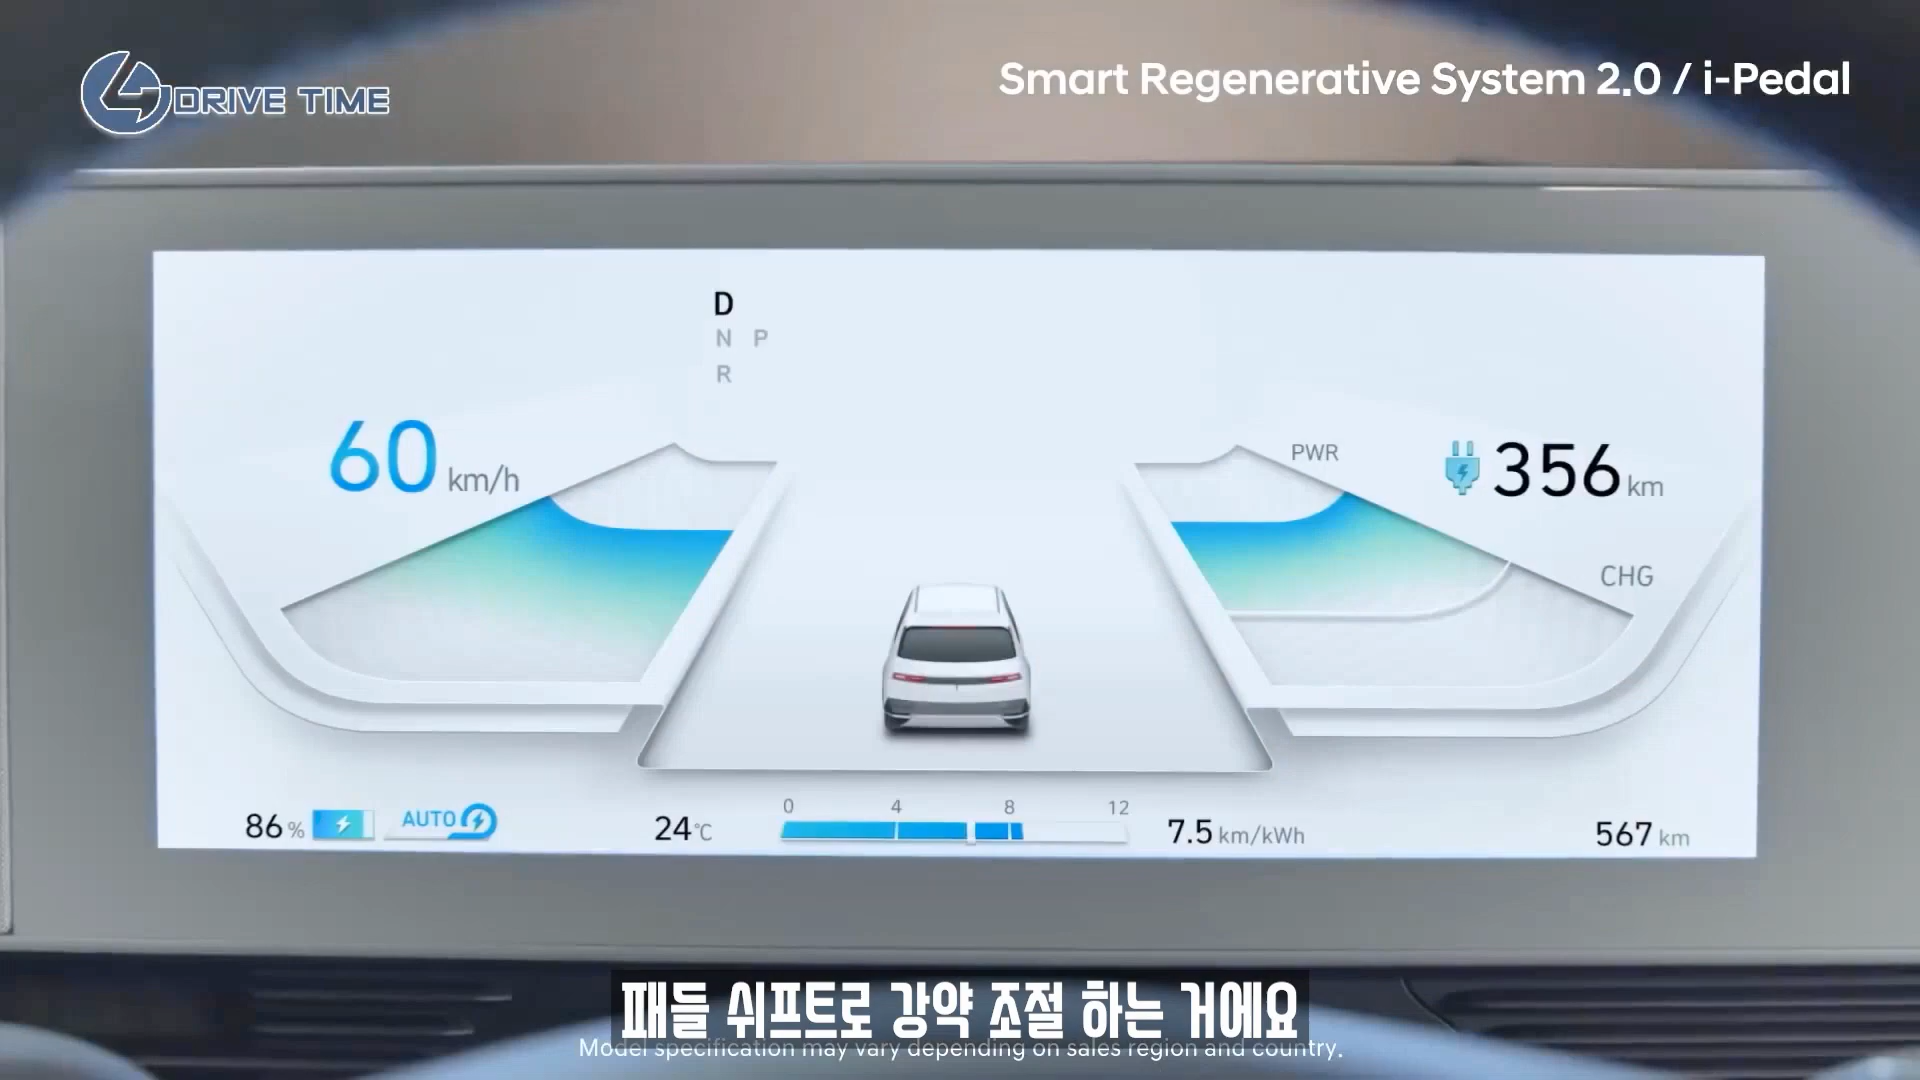 DRIVE TIME
Smart Regenerative System 2.0 / i-Pedal
D
N P
R
60 km/h
PWR
356 km
CHG
86 % AUTO 24°C
0 4 8 12
7.5 km/kWh
567 km
패들 쉬프트로 강약 조절 하는 거에요
Model specification may vary depending on sales region and country.